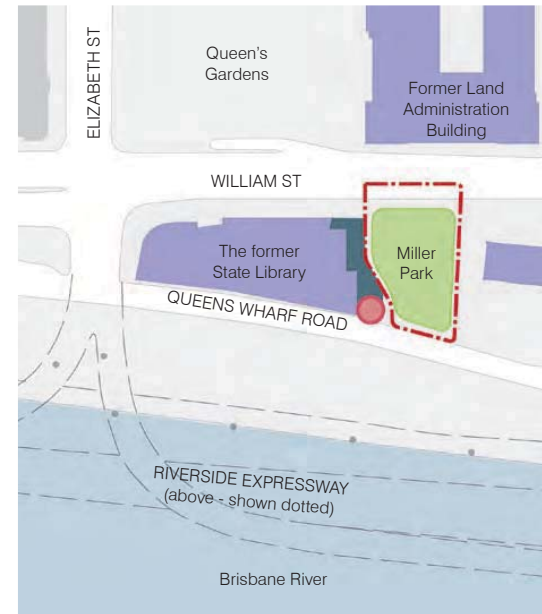 ELIZABETH ST
Queen's
Gardens
Former Land
Administration
Building
WILLIAM ST
The former
State Library
Miller
Park
QUEENS WHARF ROAD
RIVERSIDE EXPRESSWAY
(above - shown dotted)
Brisbane River